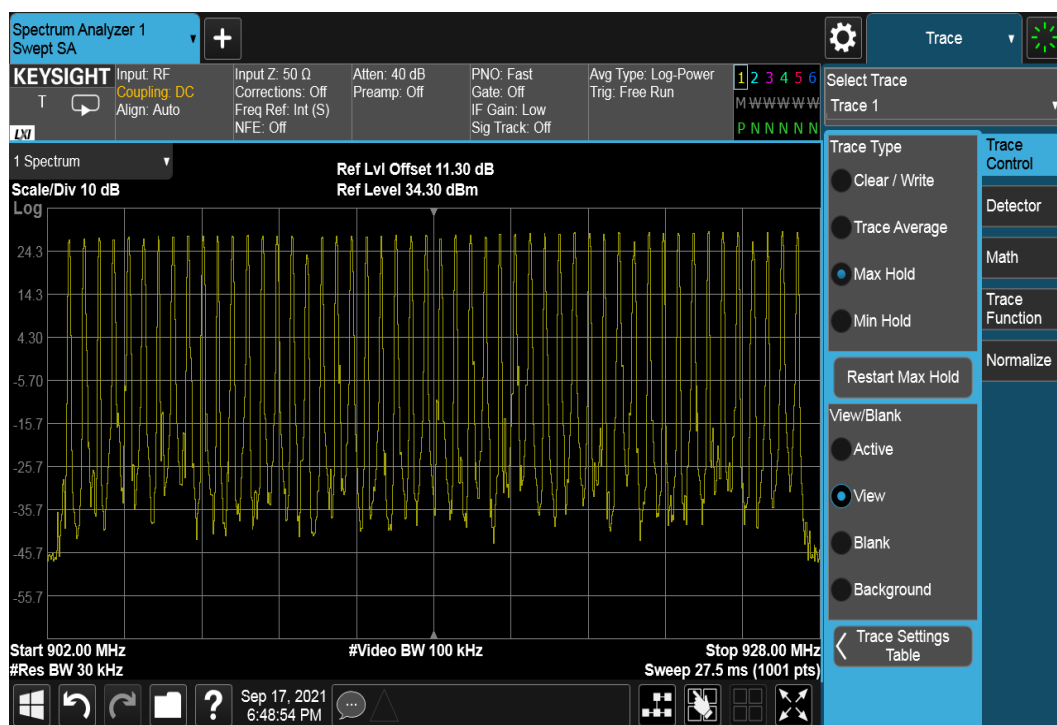 Spectrum Analyzer 1
Swept SA
+
Trace
KEYSIGHT
T
LXI
Input: RF
Coupling: DC
Align: Auto
Input Z: 50 Ω
Corrections: Off
Freq Ref: Int (S)
NFE: Off
Atten: 40 dB
Preamp: Off
PNO: Fast
Gate: Off
IF Gain: Low
Sig Track: Off
Avg Type: Log-Power
Trig: Free Run
1 2 3 4 5 6
M W W W W W
P N N N N N
Select Trace
Trace 1
1 Spectrum
Scale/Div 10 dB
Ref Lvl Offset 11.30 dB
Ref Level 34.30 dBm
Log
24.3
14.3
4.30
-5.70
-15.7
-25.7
-35.7
-45.7
-55.7
Start 902.00 MHz
#Res BW 30 kHz
#Video BW 100 kHz
Stop 928.00 MHz
Sweep 27.5 ms (1001 pts)
Trace Type
Clear / Write
Trace Average
Max Hold
Min Hold
Restart Max Hold
View/Blank
Active
View
Blank
Background
Trace Settings
Table
Trace
Control
Detector
Math
Trace
Function
Normalize
?
Sep 17, 2021
6:48:54 PM